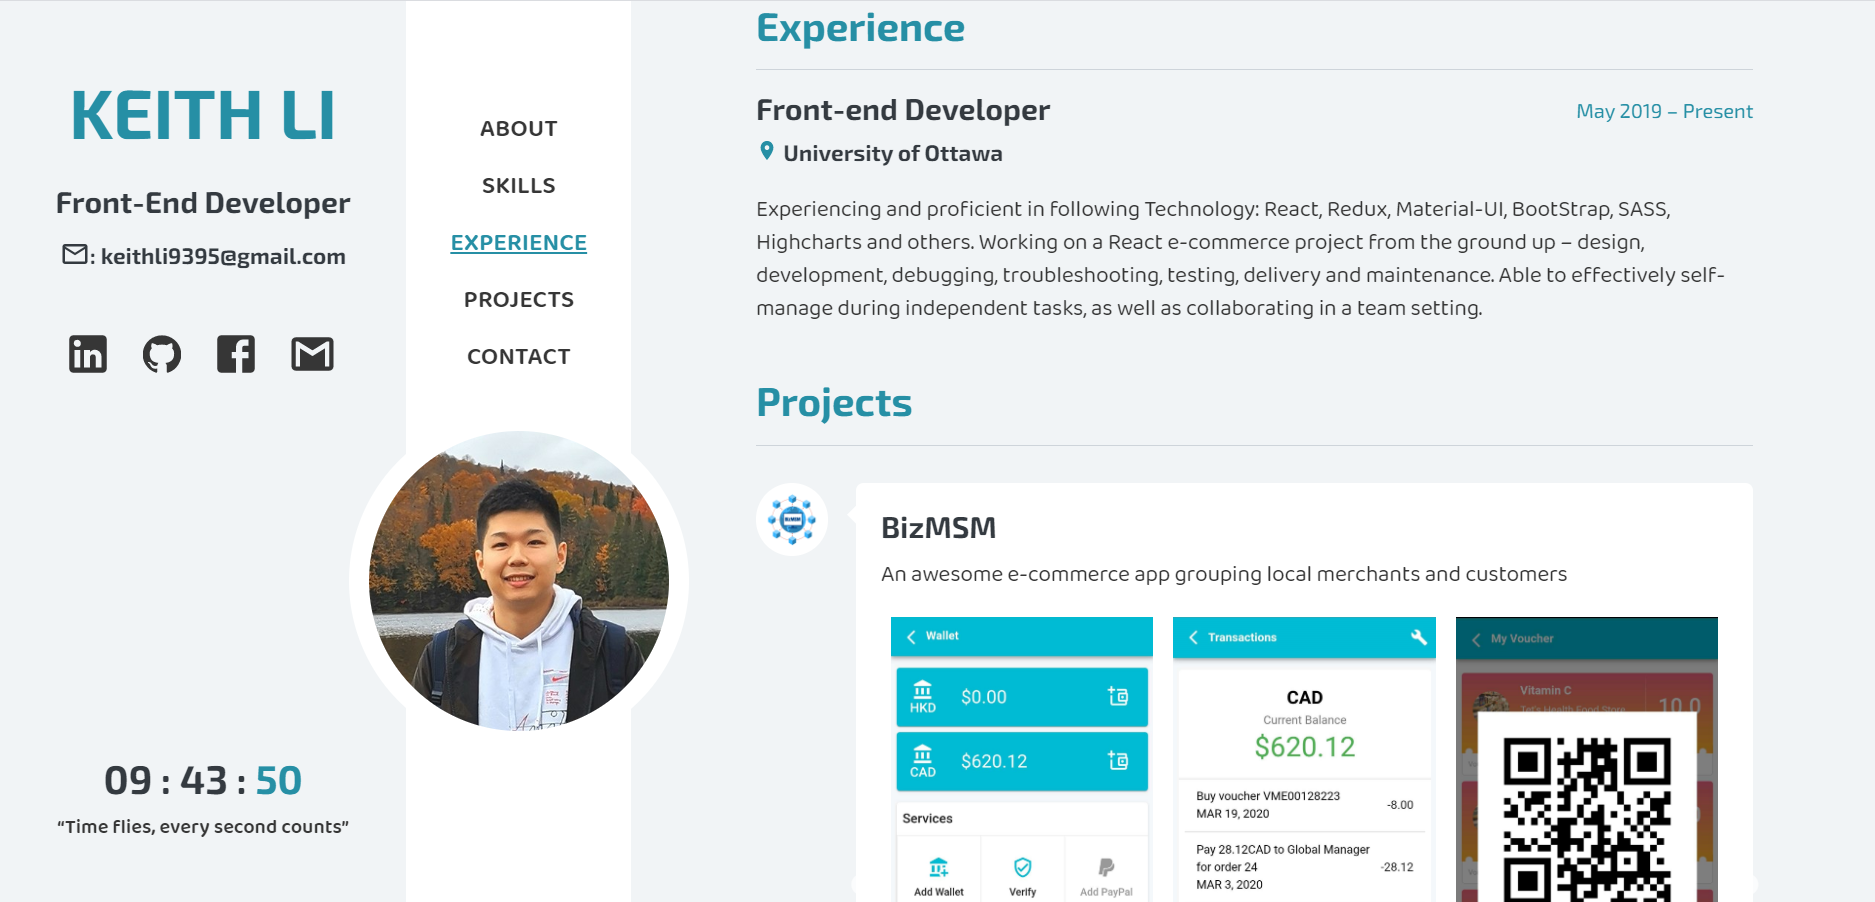 KEITH LI
Front-End Developer
: keithli9395@gmail.com
09 : 43 : 50
“Time flies, every second counts”
ABOUT
SKILLS
EXPERIENCE
PROJECTS
CONTACT
Experience
Front-end Developer
May 2019 – Present
University of Ottawa
Experiencing and proficient in following Technology: React, Redux, Material-UI, BootStrap, SASS,
Highcharts and others. Working on a React e-commerce project from the ground up – design,
development, debugging, troubleshooting, testing, delivery and maintenance. Able to effectively self-
manage during independent tasks, as well as collaborating in a team setting.
Projects
BizMSM
BizMSM
An awesome e-commerce app grouping local merchants and customers
Wallet
HKD
$0.00
CAD
$620.12
Services
Add Wallet
Verify
Add PayPal
Transactions
CAD
Current Balance
$620.12
Buy voucher VME00128223
-8.00
MAR 19, 2020
Pay 28.12CAD to Global Manager
for order 24
-28.12
MAR 3, 2020
My Voucher
Vitamin C
Tet's Health Food Store
10.0